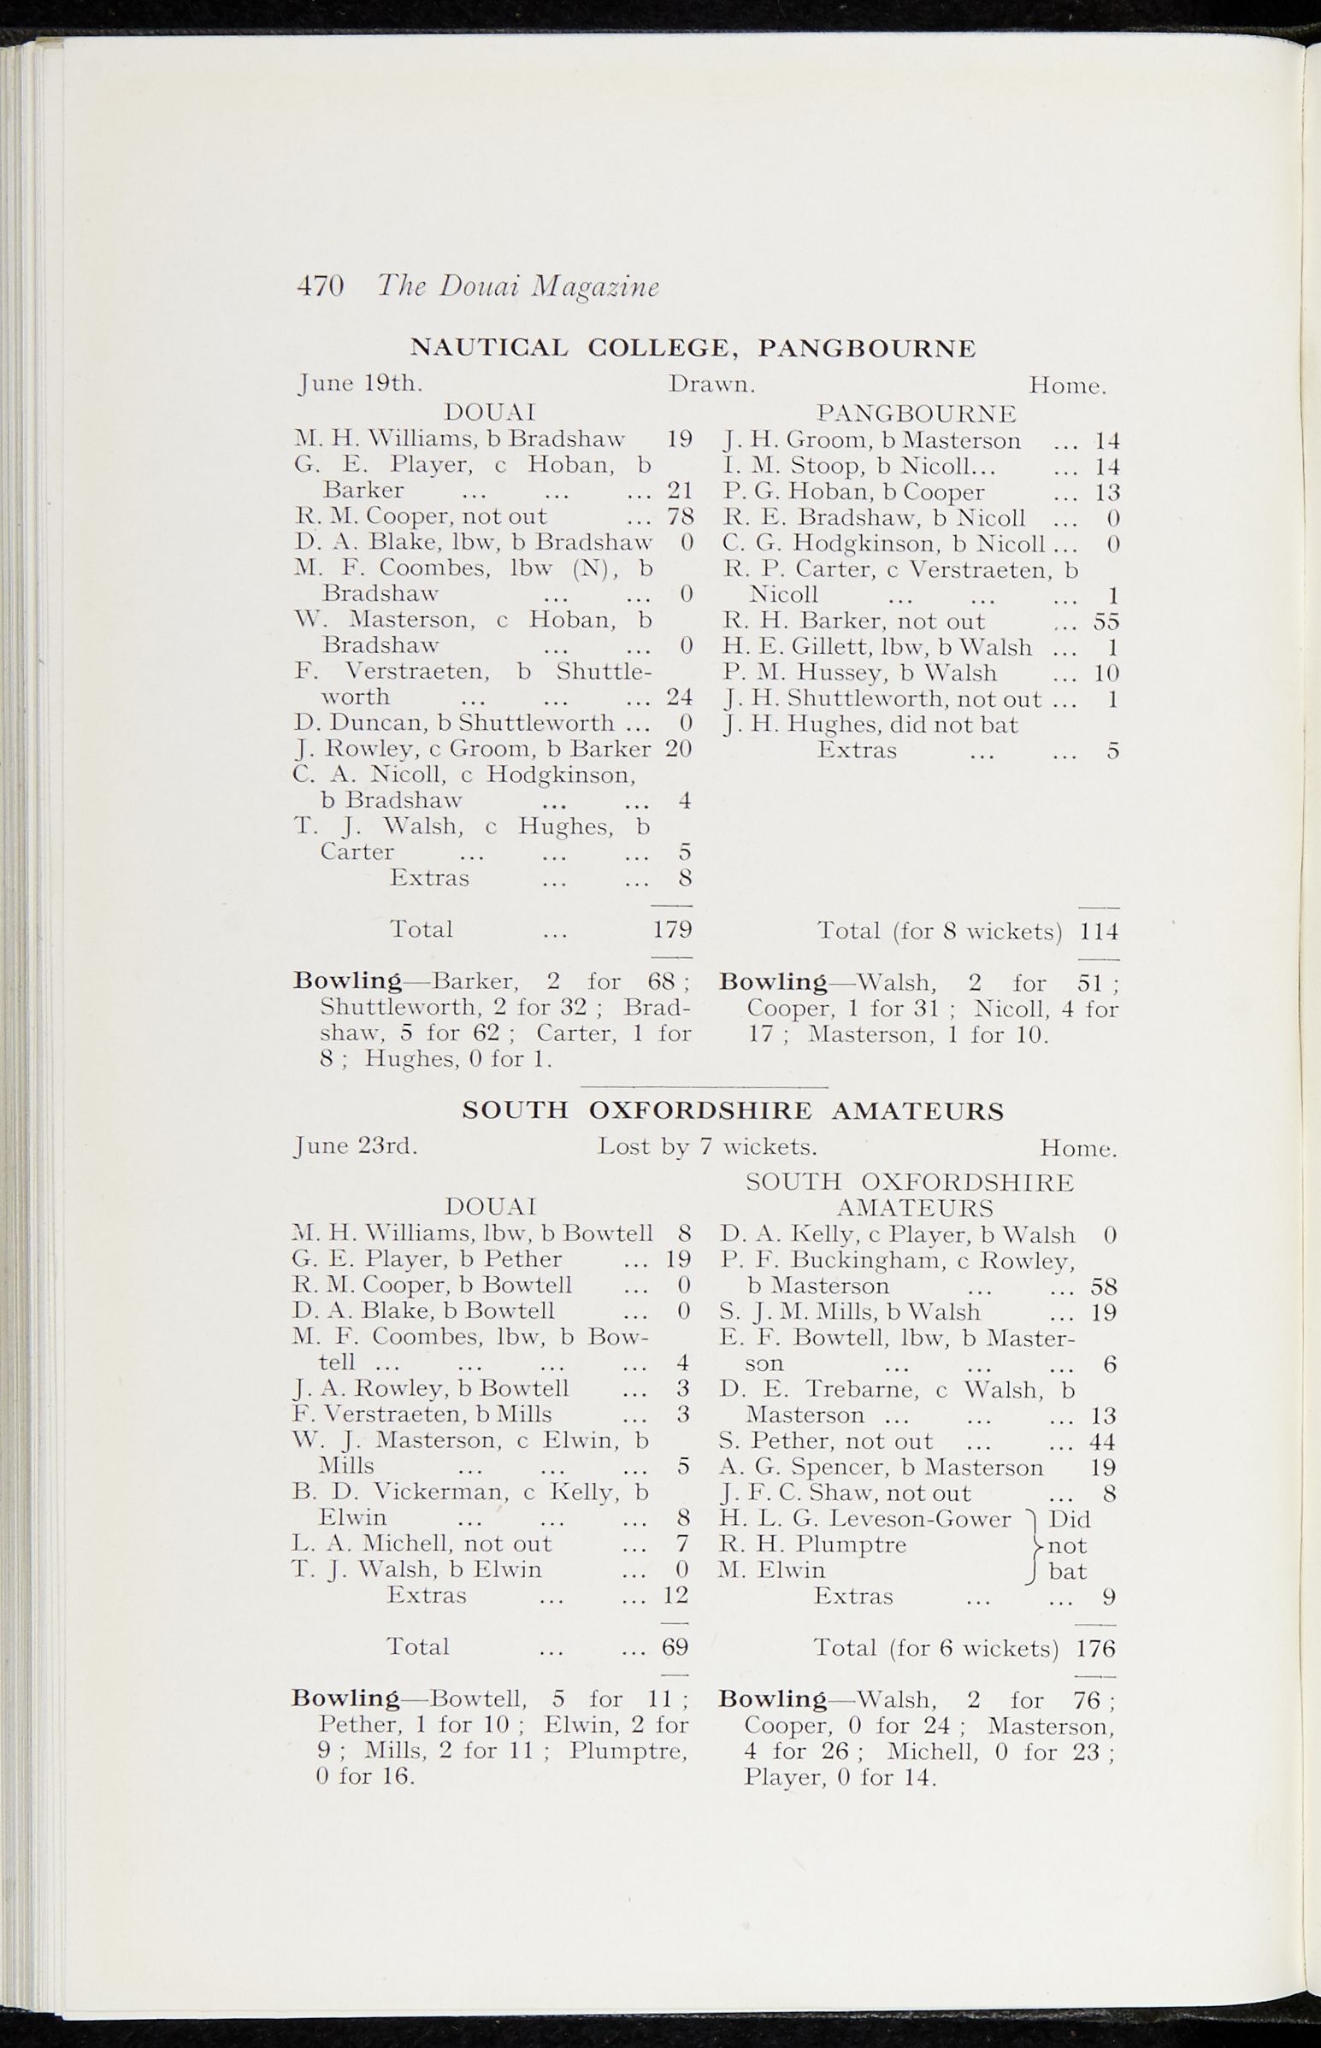 470 The Douai Magazine
NAUTICAL COLLEGE, PANGBOURNE
June 19th. Drawn. Home.
DOUAI
M. H. Williams, b Bradshaw 19
G. E. Player, c Hoban, b
Barker ... ... ... 21
R. M. Cooper, not out ... 78
D. A. Blake, lbw, b Bradshaw 0
M. F. Coombes, lbw (N), b
Bradshaw ... ... 0
W. Masterson, c Hoban, b
Bradshaw ... ... 0
F. Verstraeten, b Shuttle-
worth ... ... ... 24
D. Duncan, b Shuttleworth ... 0
J. Rowley, c Groom, b Barker 20
C. A. Nicoll, c Hodgkinson,
b Bradshaw ... ... 4
T. J. Walsh, c Hughes, b
Carter ... ... ... 5
Extras ... ... 8
Total ... 179
Bowling—Barker, 2 for 68 ;
Shuttleworth, 2 for 32 ; Brad-
shaw, 5 for 62 ; Carter, 1 for
8 ; Hughes, 0 for 1.
PANGBOURNE
J. H. Groom, b Masterson ... 14
I. M. Stoop, b Nicoll... ... 14
P. G. Hoban, b Cooper ... 13
R. E. Bradshaw, b Nicoll ... 0
C. G. Hodgkinson, b Nicoll ... 0
R. P. Carter, c Verstraeten, b
Nicoll ... ... ... 1
R. H. Barker, not out ... 55
H. E. Gillett, lbw, b Walsh ... 1
P. M. Hussey, b Walsh ... 10
J. H. Shuttleworth, not out ... 1
J. H. Hughes, did not bat
Extras ... ... 5
Total (for 8 wickets) 114
Bowling—Walsh, 2 for 51 ;
Cooper, 1 for 31 ; Nicoll, 4 for
17 ; Masterson, 1 for 10.
SOUTH OXFORDSHIRE AMATEURS
June 23rd. Lost by 7 wickets. Home.
DOUAI
M. H. Williams, lbw, b Bowtell 8
G. E. Player, b Pether ... 19
R. M. Cooper, b Bowtell ... 0
D. A. Blake, b Bowtell ... 0
M. F. Coombes, lbw, b Bow-
tell ... ... ... ... 4
J. A. Rowley, b Bowtell ... 3
F. Verstraeten, b Mills ... 3
W. J. Masterson, c Elwin, b
Mills ... ... ... 5
B. D. Vickerman, c Kelly, b
Elwin ... ... ... 8
L. A. Michell, not out ... 7
T. J. Walsh, b Elwin ... 0
Extras ... ... 12
Total ... ... 69
Bowling—Bowtell, 5 for 11 ;
Pether, 1 for 10 ; Elwin, 2 for
9 ; Mills, 2 for 11 ; Plumptre,
0 for 16.
SOUTH OXFORDSHIRE
AMATEURS
D. A. Kelly, c Player, b Walsh 0
P. F. Buckingham, c Rowley,
b Masterson ... ... 58
S. J. M. Mills, b Walsh ... 19
E. F. Bowtell, lbw, b Master-
son ... ... ... 6
D. E. Trebarne, c Walsh, b
Masterson ... ... ... 13
S. Pether, not out ... ... 44
A. G. Spencer, b Masterson 19
J. F. C. Shaw, not out ... 8
H. L. G. Leveson-Gower } Did
R. H. Plumptre } not
M. Elwin } bat
Extras ... ... 9
Total (for 6 wickets) 176
Bowling—Walsh, 2 for 76 ;
Cooper, 0 for 24 ; Masterson,
4 for 26 ; Michell, 0 for 23 ;
Player, 0 for 14.